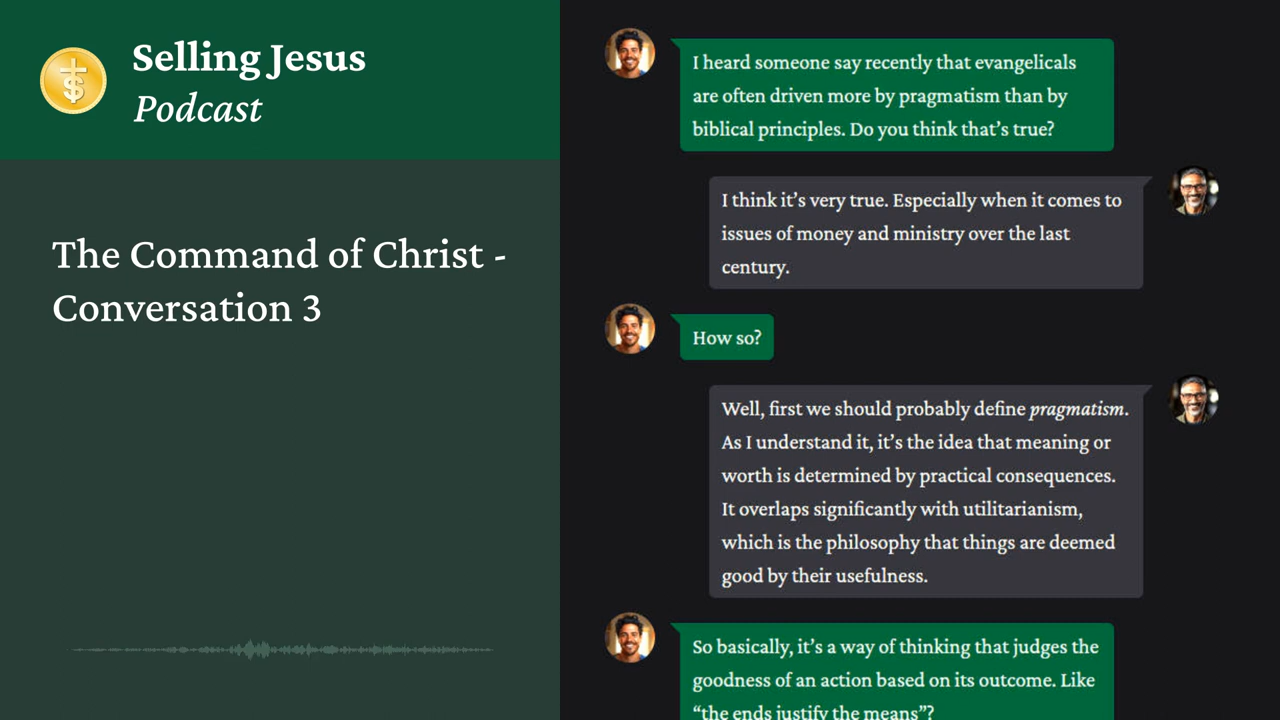 Selling Jesus
Podcast
The Command of Christ -
Conversation 3
I heard someone say recently that evangelicals
are often driven more by pragmatism than by
biblical principles. Do you think that’s true?
I think it’s very true. Especially when it comes to
issues of money and ministry over the last
century.
How so?
Well, first we should probably define pragmatism.
As I understand it, it’s the idea that meaning or
worth is determined by practical consequences.
It overlaps significantly with utilitarianism,
which is the philosophy that things are deemed
good by their usefulness.
So basically, it’s a way of thinking that judges the
goodness of an action based on its outcome. Like
“the ends justify the means”?